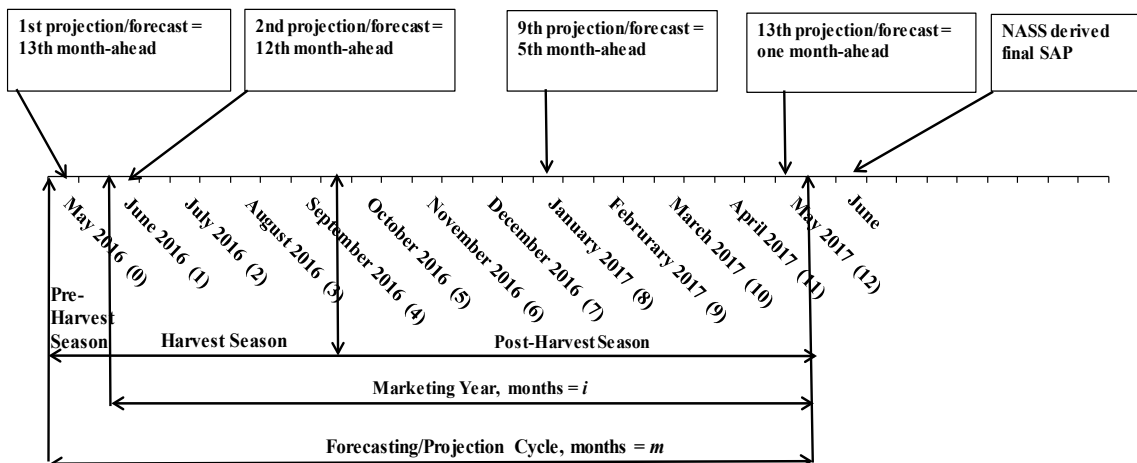 1st projection/forecast =
13th month-ahead
2nd projection/forecast =
12th month-ahead
9th projection/forecast =
5th month-ahead
13th projection/forecast=
one month-ahead
NASS derived
final SAP
May 2016 (0)
June 2016 (1)
July 2016 (2)
August 2016 (3)
September 2016 (4)
October 2016 (5)
November 2016 (6)
December 2016 (7)
January 2017 (8)
Februrary 2017 (9)
March 2017 (10)
April 2017 (11)
May 2017 (12)
June
Pre-
Harvest
Season
Harvest Season
Post-Harvest Season
Marketing Year, months = i
Forecasting/Projection Cycle, months = m